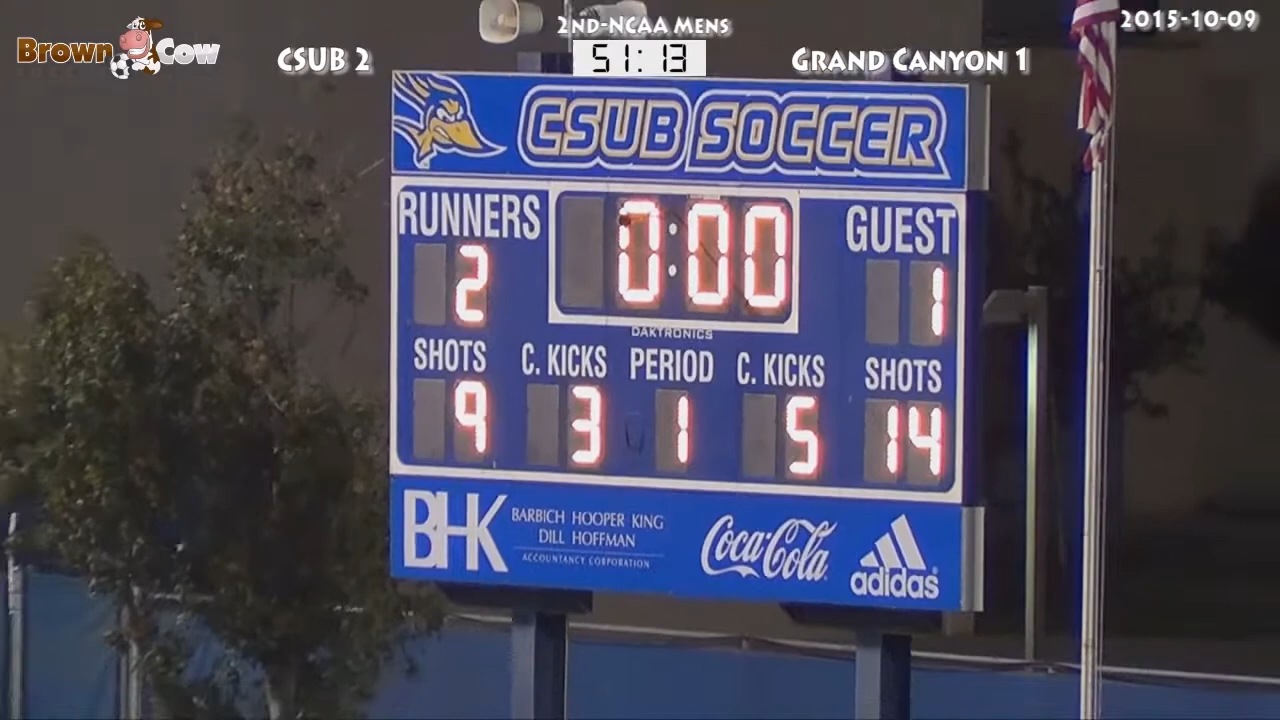 2nd-NCAA Mens
2015-10-09
Brown Cow
CSUB 2
51:13
Grand Canyon 1
CSUB SOCCER
RUNNERS
0:00
GUEST
2
1
DAKTRONICS
SHOTS
C. KICKS
PERIOD
C. KICKS
SHOTS
9
3
1
5
14
BHK
BARBICH HOOPER KING
DILL HOFFMAN
ACCOUNTANCY CORPORATION
Coca-Cola
adidas